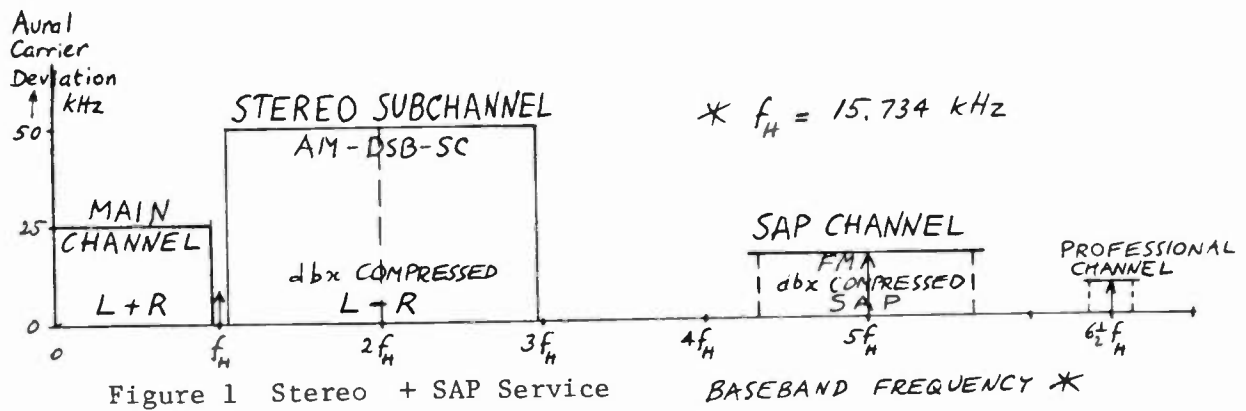 Aural
Carrier
Deviation
↑ kHz
50
25
0
STEREO SUBCHANNEL
AM-DSB-SC
* f_H = 15.734 kHz
MAIN
CHANNEL
L + R
dbx COMPRESSED
L - R
SAP CHANNEL
FM
dbx COMPRESSED
SAP
PROFESSIONAL
CHANNEL
0
f_H
2f_H
3f_H
4f_H
5f_H
6½f_H
Figure 1 Stereo + SAP Service
BASEBAND FREQUENCY *